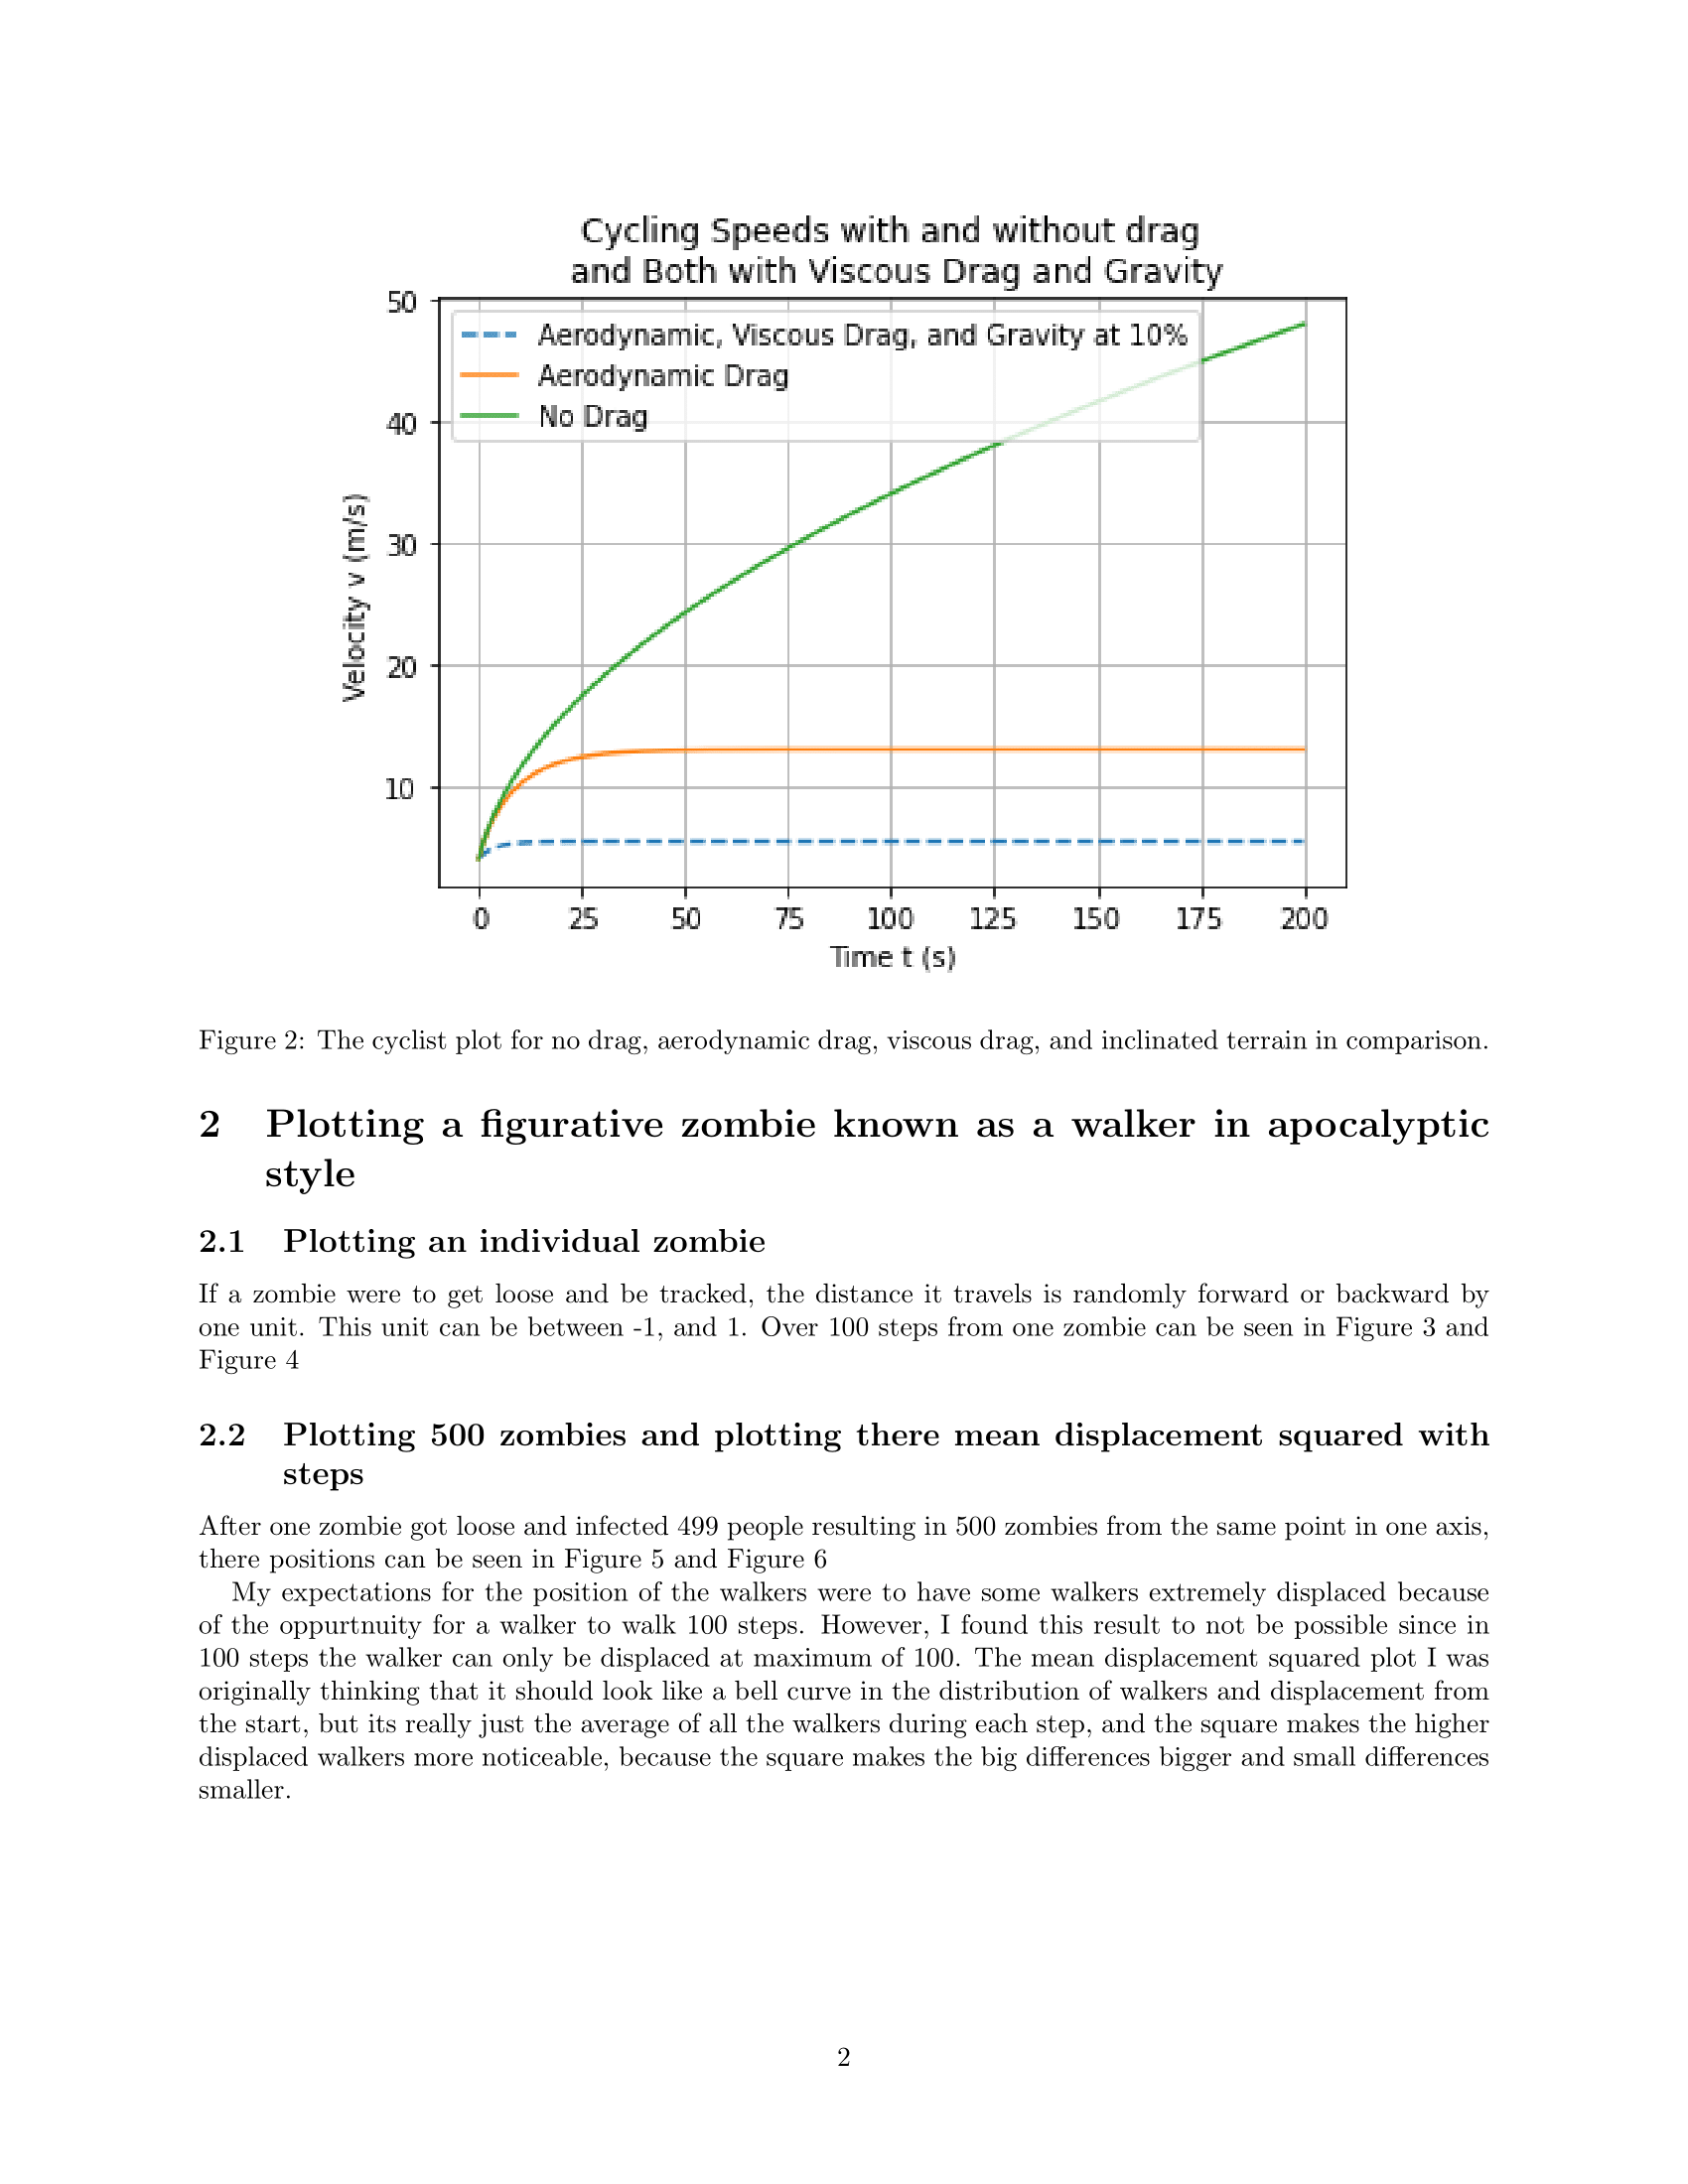 Cycling Speeds with and without drag
and Both with Viscous Drag and Gravity
50
40
30
20
10
Velocity v (m/s)
Aerodynamic, Viscous Drag, and Gravity at 10%
Aerodynamic Drag
No Drag
0 25 50 75 100 125 150 175 200
Time t (s)
Figure 2: The cyclist plot for no drag, aerodynamic drag, viscous drag, and inclinated terrain in comparison.
2 Plotting a figurative zombie known as a walker in apocalyptic
style
2.1 Plotting an individual zombie
If a zombie were to get loose and be tracked, the distance it travels is randomly forward or backward by
one unit. This unit can be between -1, and 1. Over 100 steps from one zombie can be seen in Figure 3 and
Figure 4
2.2 Plotting 500 zombies and plotting there mean displacement squared with
steps
After one zombie got loose and infected 499 people resulting in 500 zombies from the same point in one axis,
there positions can be seen in Figure 5 and Figure 6
My expectations for the position of the walkers were to have some walkers extremely displaced because
of the oppurtnuity for a walker to walk 100 steps. However, I found this result to not be possible since in
100 steps the walker can only be displaced at maximum of 100. The mean displacement squared plot I was
originally thinking that it should look like a bell curve in the distribution of walkers and displacement from
the start, but its really just the average of all the walkers during each step, and the square makes the higher
displaced walkers more noticeable, because the square makes the big differences bigger and small differences
smaller.
2